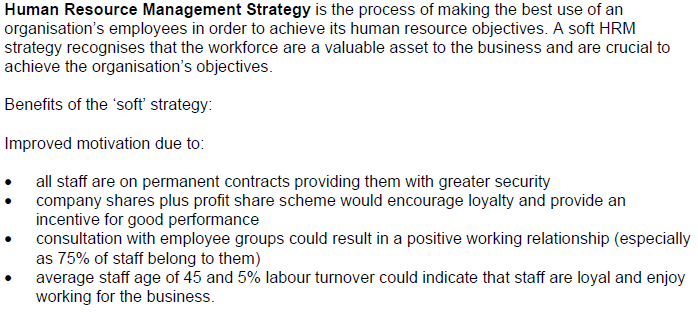 Human Resource Management Strategy is the process of making the best use of an
organisation's employees in order to achieve its human resource objectives. A soft HRM
strategy recognises that the workforce are a valuable asset to the business and are crucial to
achieve the organisation's objectives.
Benefits of the 'soft' strategy:
Improved motivation due to:
• all staff are on permanent contracts providing them with greater security
• company shares plus profit share scheme would encourage loyalty and provide an
incentive for good performance
• consultation with employee groups could result in a positive working relationship (especially
as 75% of staff belong to them)
• average staff age of 45 and 5% labour turnover could indicate that staff are loyal and enjoy
working for the business.